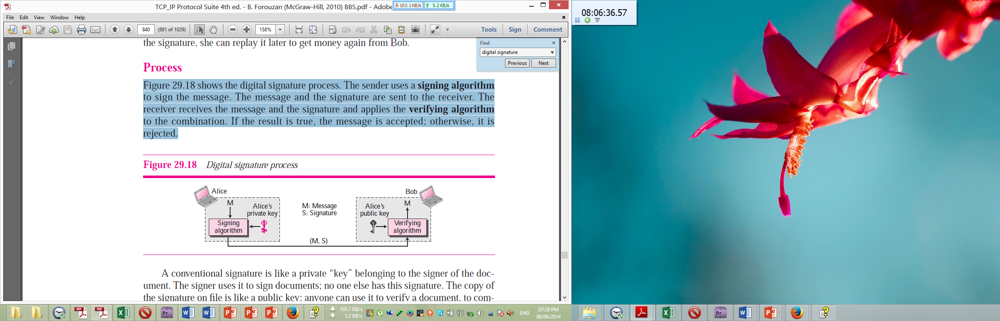 TCP_IP Protocol Suite 4th ed. - B. Forouzan (McGraw-Hill, 2010) BBS.pdf - Adobe
103.1 KB/s 5.2 KB/s
File Edit View Window Help
840 (881 of 1029) 158% Tools Sign Comment
the signature, she can replay it later to get money again from Bob.
Find
digital signature
Previous Next
Process
Figure 29.18 shows the digital signature process. The sender uses a signing algorithm
to sign the message. The message and the signature are sent to the receiver. The
receiver receives the message and the signature and applies the verifying algorithm
to the combination. If the result is true, the message is accepted; otherwise, it is
rejected.
Figure 29.18 Digital signature process
Alice
M
Alice's
private key
Signing
algorithm
M: Message
S: Signature
(M, S)
Bob
M
Alice's
public key
Verifying
algorithm
A conventional signature is like a private “key” belonging to the signer of the doc-
ument. The signer uses it to sign documents; no one else has this signature. The copy of
the signature on file is like a public key; anyone can use it to verify a document, to com-
103.1 KB/s
5.2 KB/s
ENG
07:28 PM
08/06/2014
08:06:36.57